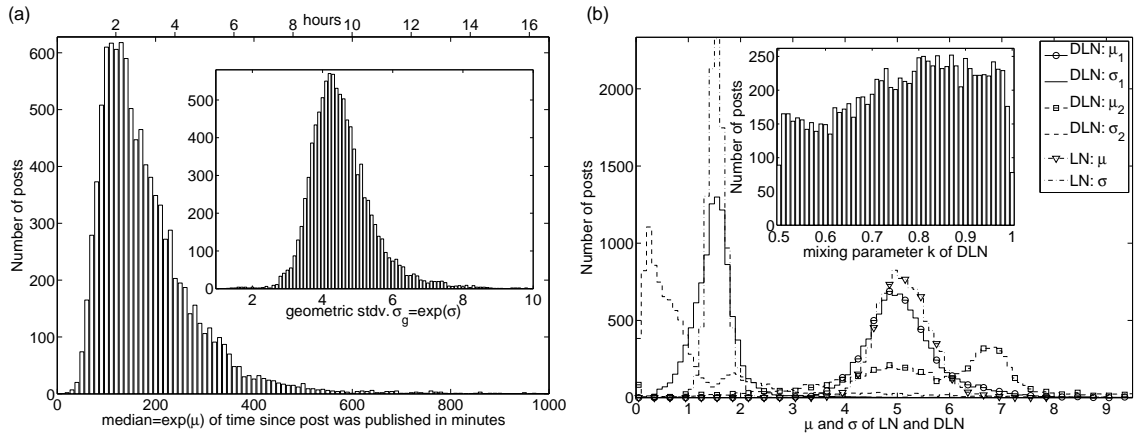 (a)
hours
2 4 6 8 10 12 14 16
600
500
400
300
200
100
0
Number of posts
0 200 400 600 800 1000
median=exp(μ) of time since post was published in minutes
500
400
300
200
100
0
Number of posts
2 4 6 8 10
geometric stdv. σg=exp(σ)
(b)
2000
1500
1000
500
0
Number of posts
0 1 2 3 4 5 6 7 8 9
μ and σ of LN and DLN
250
200
150
100
50
0
Number of posts
0.5 0.6 0.7 0.8 0.9 1
mixing parameter k of DLN
DLN: μ1
DLN: σ1
DLN: μ2
DLN: σ2
LN: μ
LN: σ